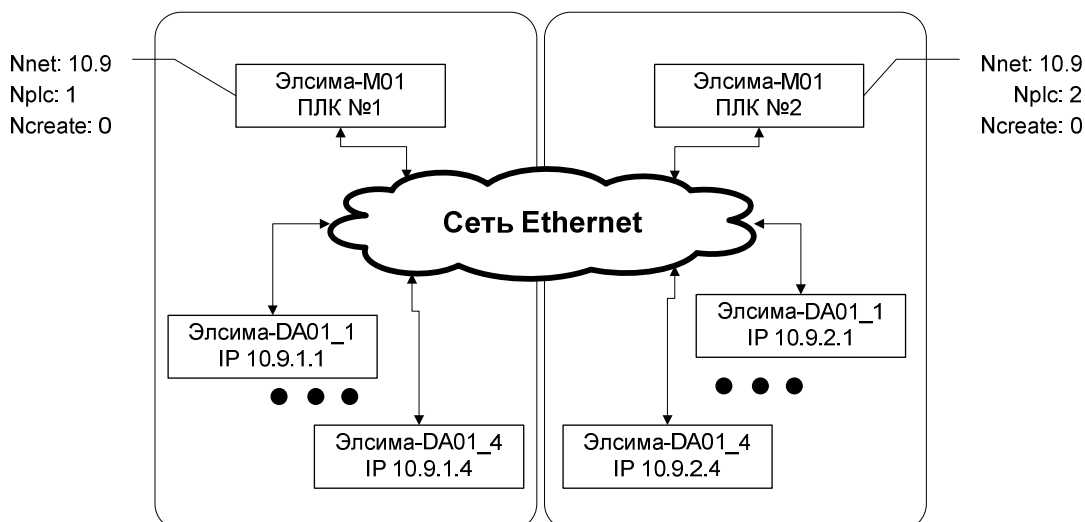 Nnet: 10.9
Nplc: 1
Ncreate: 0
Элсима-M01
ПЛК №1
Элсима-M01
ПЛК №2
Nnet: 10.9
Nplc: 2
Ncreate: 0
Сеть Ethernet
Элсима-DA01_1
IP 10.9.1.1
Элсима-DA01_1
IP 10.9.2.1
Элсима-DA01_4
IP 10.9.1.4
Элсима-DA01_4
IP 10.9.2.4